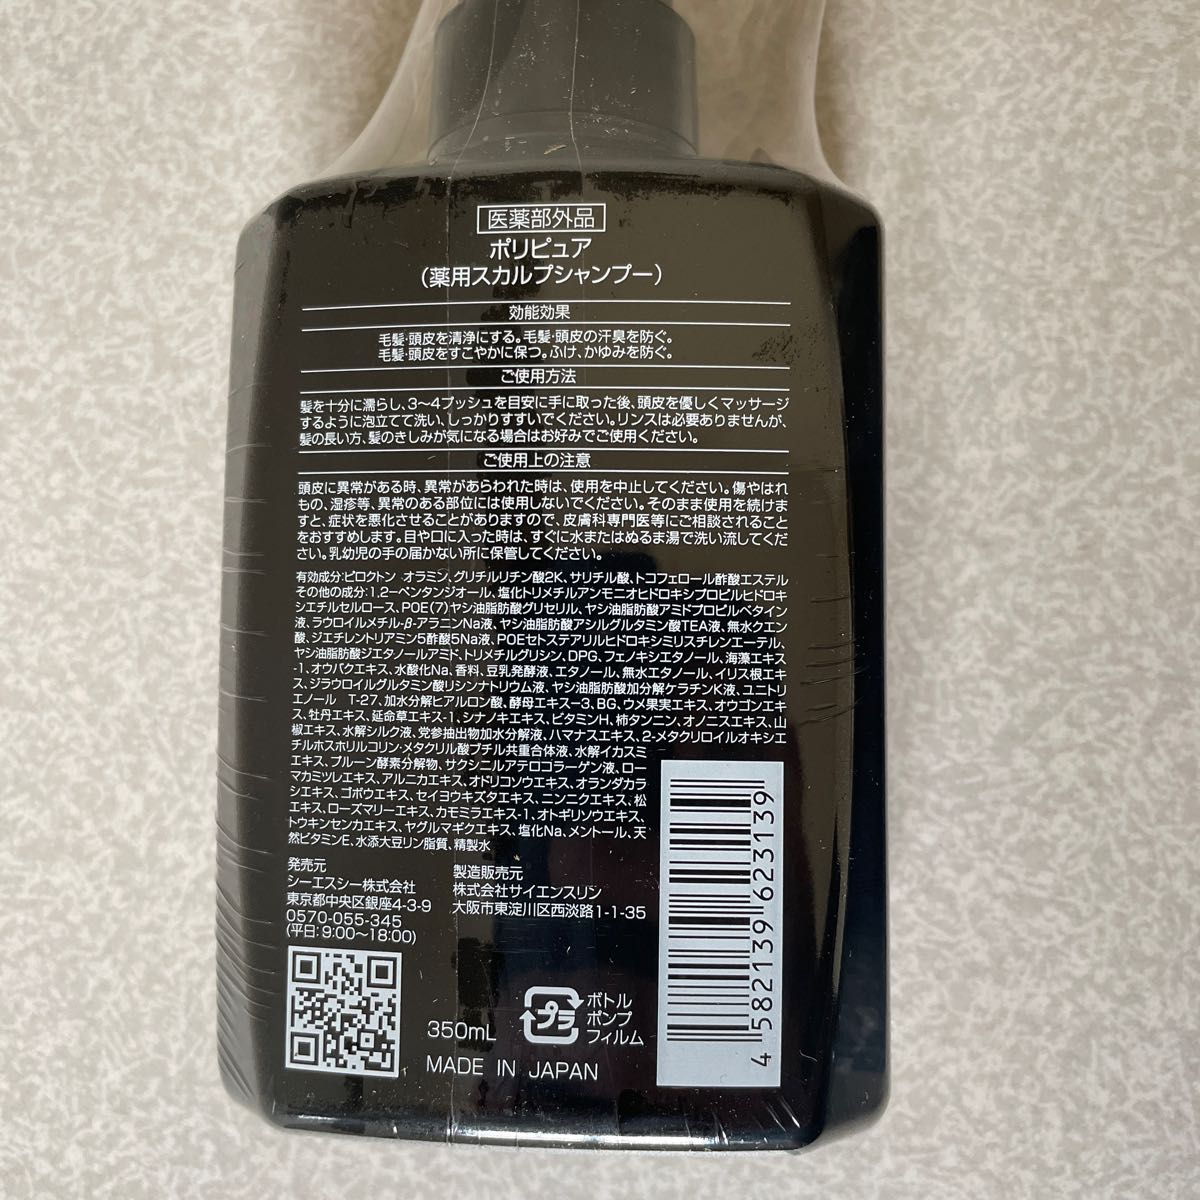 医薬部外品
ポリピュア
(薬用スカルプシャンプー)
効能効果
毛髪・頭皮を清浄にする。毛髪・頭皮の汗臭を防ぐ。
毛髪・頭皮をすこやかに保つ。ふけ、かゆみを防ぐ。
ご使用方法
髪を十分に濡らし、3〜4プッシュを目安に手に取った後、頭皮を優しくマッサージ
するように泡立てて洗い、しっかりすすいでください。リンスは必要ありませんが、
髪の長い方、髪のきしみが気になる場合はお好みでご使用ください。
ご使用上の注意
頭皮に異常がある時、異常があらわれた時は、使用を中止してください。傷やはれ
もの、湿疹等、異常のある部位には使用しないでください。そのまま使用を続けま
すと、症状を悪化させることがありますので、皮膚科専門医等にご相談されること
をおすすめします。目や口に入った時は、すぐに水またはぬるま湯で洗い流してくだ
さい。乳幼児の手の届かない所に保管してください。
有効成分:ピロクトン オラミン、グリチルリチン酸2K、サリチル酸、トコフェロール酢酸エステル
その他の成分:1,2-ペンタンジオール、塩化トリメチルアンモニオヒドロキシプロピルヒドロキ
シエチルセルロース、POE(7)ヤシ油脂肪酸グリセリル、ヤシ油脂肪酸アミドプロピルベタイン
液、ラウロイルメチル-β-アラニンNa液、ヤシ油脂肪酸アシルグルタミン酸TEA液、無水クエン
酸、ジエチレントリアミン5酢酸5Na液、POEセトステアリルヒドロキシミリスチレンエーテル、
ヤシ油脂肪酸ジエタノールアミド、トリメチルグリシン、DPG、フェノキシエタノール、海藻エキス
-1、オウバクエキス、水酸化Na、香料、豆乳発酵液、エタノール、無水エタノール、イリス根エキ
ス、ジラウロイルグルタミン酸リシンナトリウム液、ヤシ油脂肪酸加水分解ケラチンK液、ユニトリ
エノール T-27、加水分解ヒアルロン酸、酵母エキス-3、BG、ウメ果実エキス、オウゴンエキ
ス、牡丹エキス、延命草エキス-1、シナノキエキス、ビタミンH、柿タンニン、オノニスエキス、山
椒エキス、水解シルク液、党参抽出物加水分解液、ハマナスエキス、2-メタクリロイルオキシエ
チルホスホリルコリン・メタクリル酸ブチル共重合体液、水解イカスミ
エキス、プルーン酵素分解物、サクシニルアテロコラーゲン液、ロー
マカミツレエキス、アルニカエキス、オドリコソウエキス、オランダカラ
シエキス、ゴボウエキス、セイヨウキズタエキス、ニンニクエキス、松
エキス、ローズマリーエキス、カモミラエキス-1、オトギリソウエキス、
トウキンセンカエキス、ヤグルマギクエキス、塩化Na、メントール、天
然ビタミンE、水添大豆リン脂質、精製水
発売元
シーエスシー株式会社
東京都中央区銀座4-3-9
0570-055-345
(平日:9:00〜18:00)
製造販売元
株式会社サイエンスリン
大阪市東淀川区西淡路1-1-35
350mL
プラ
ボトル
ポンプ
フィルム
MADE IN JAPAN
4 582139 623139